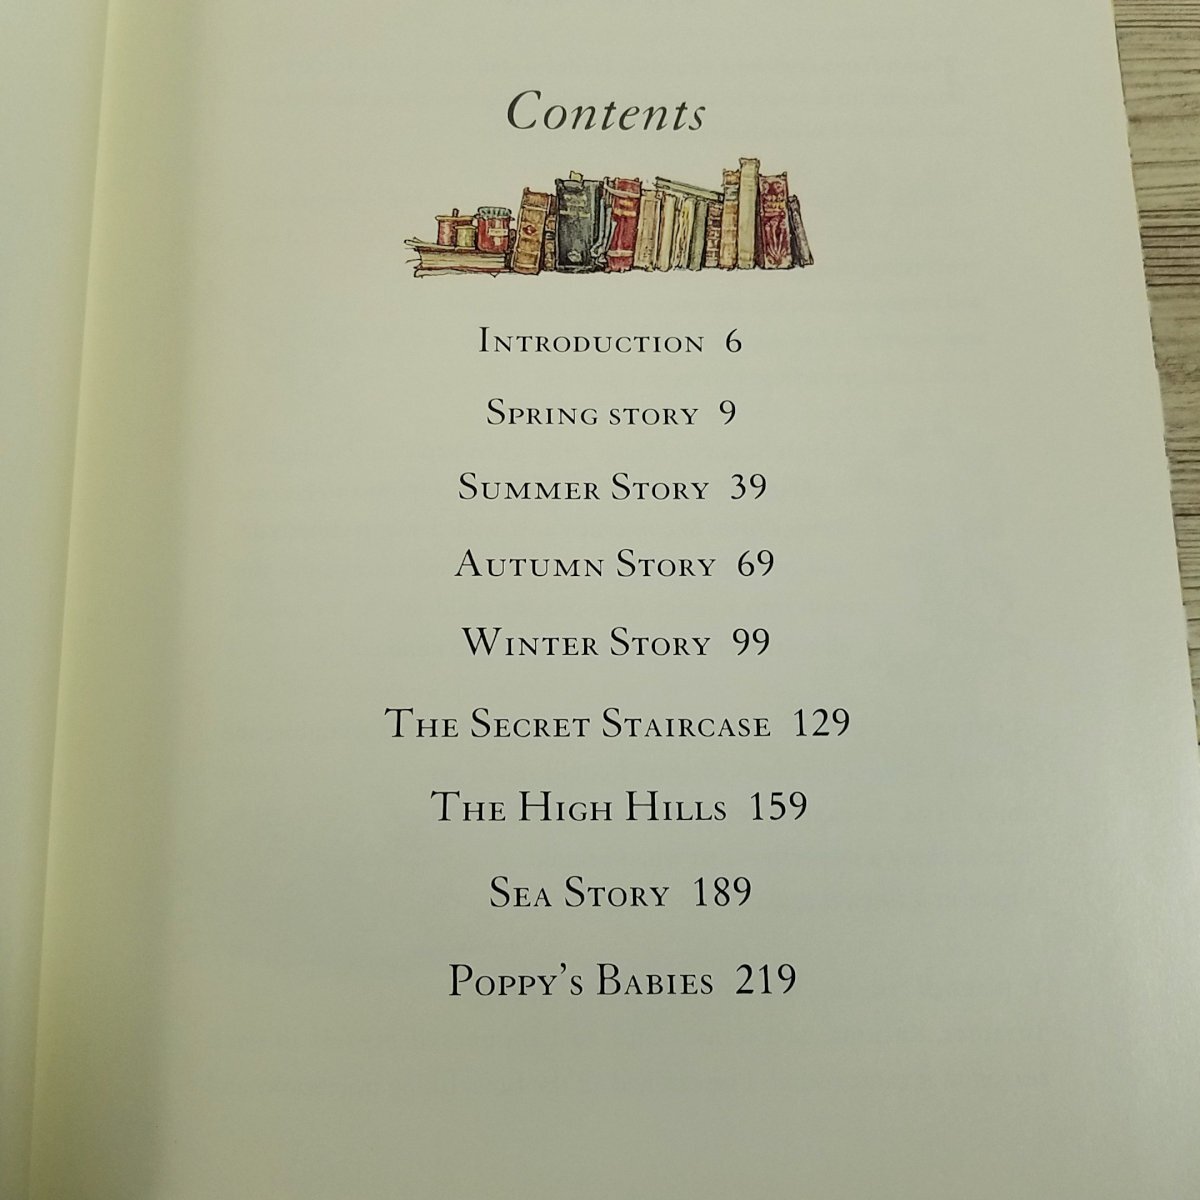 Contents
Introduction 6
Spring story 9
Summer Story 39
Autumn Story 69
Winter Story 99
The Secret Staircase 129
The High Hills 159
Sea Story 189
Poppy's Babies 219